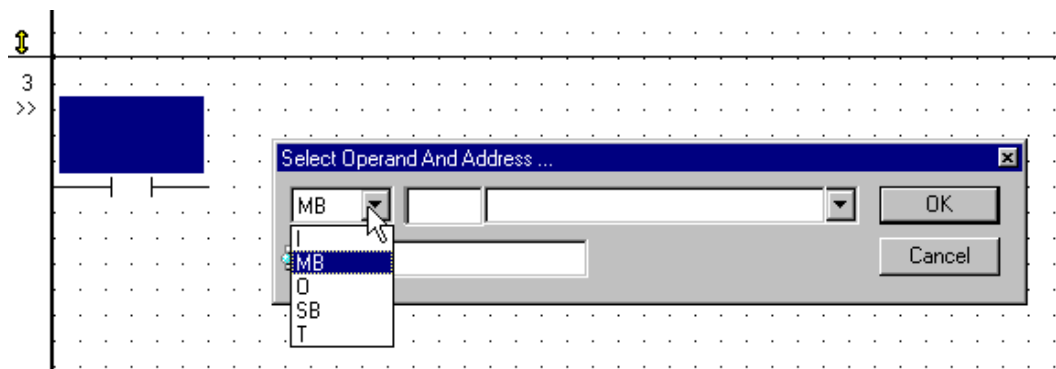 3
>>
Select Operand And Address ...
MB
OK
I
MB
O
SB
T
Cancel